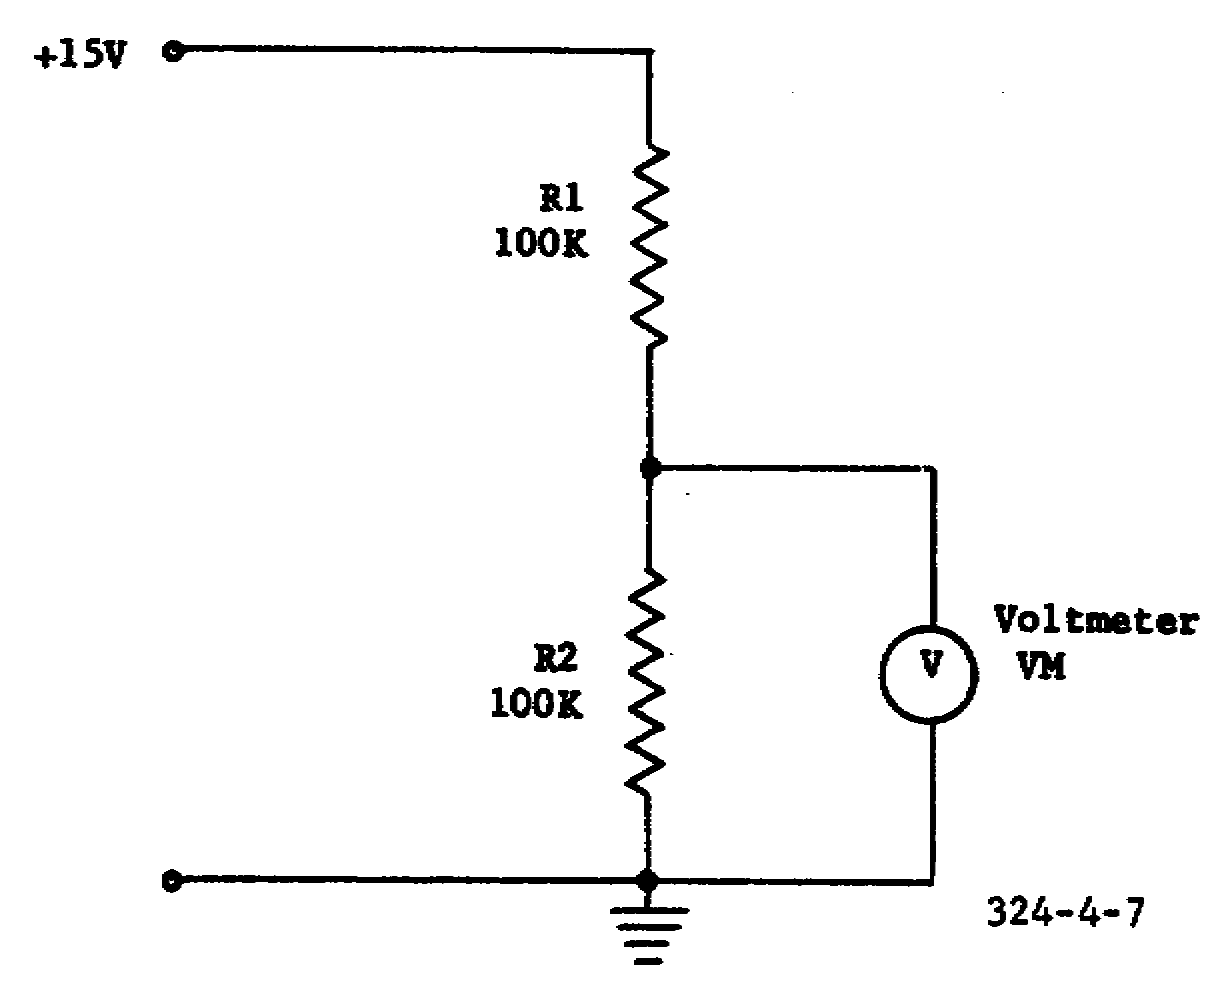 +15V
R1
100K
R2
100K
Voltmeter
VM
V
324-4-7